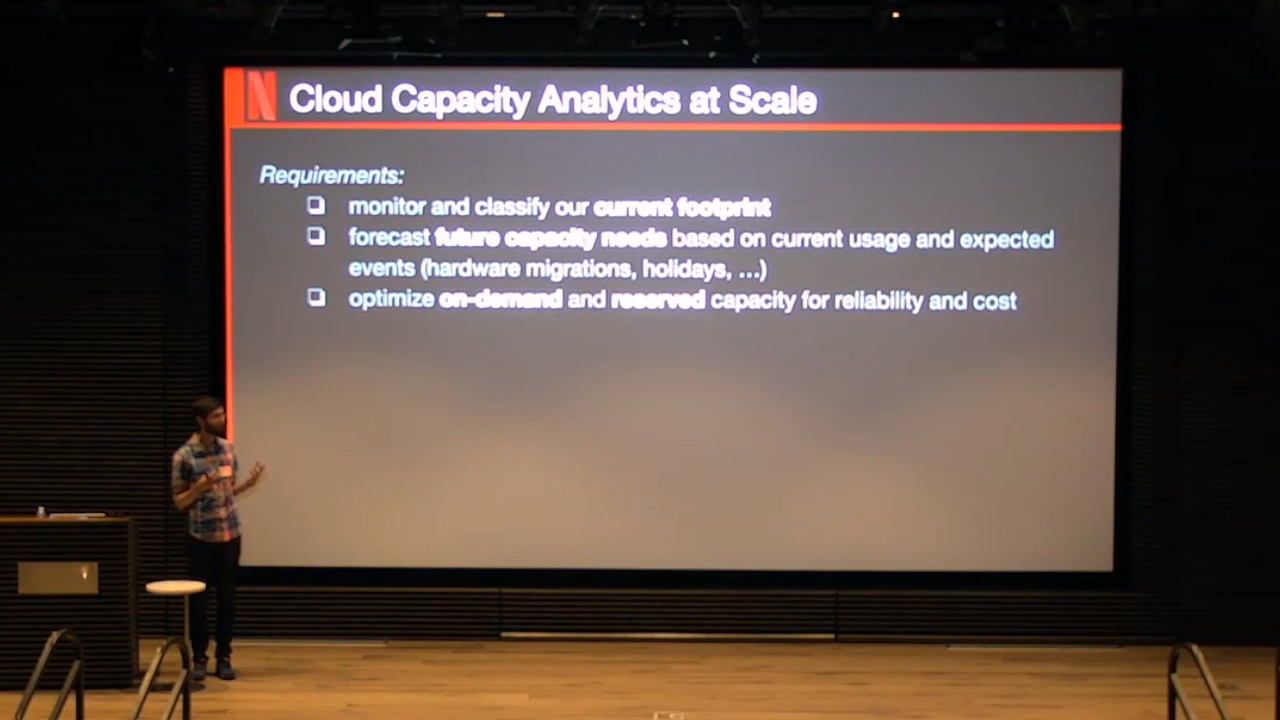 N Cloud Capacity Analytics at Scale
Requirements:
monitor and classify our current footprint
forecast future capacity needs based on current usage and expected
events (hardware migrations, holidays, ...)
optimize on-demand and reserved capacity for reliability and cost